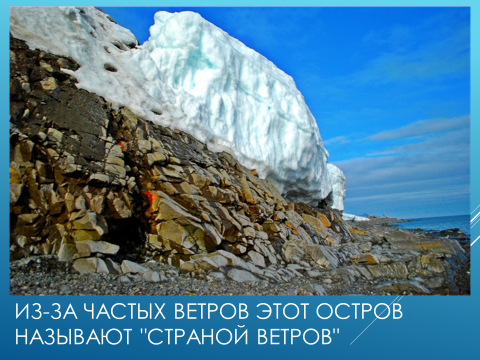 ИЗ-ЗА ЧАСТЫХ ВЕТРОВ ЭТОТ ОСТРОВ
НАЗЫВАЮТ "СТРАНОЙ ВЕТРОВ"